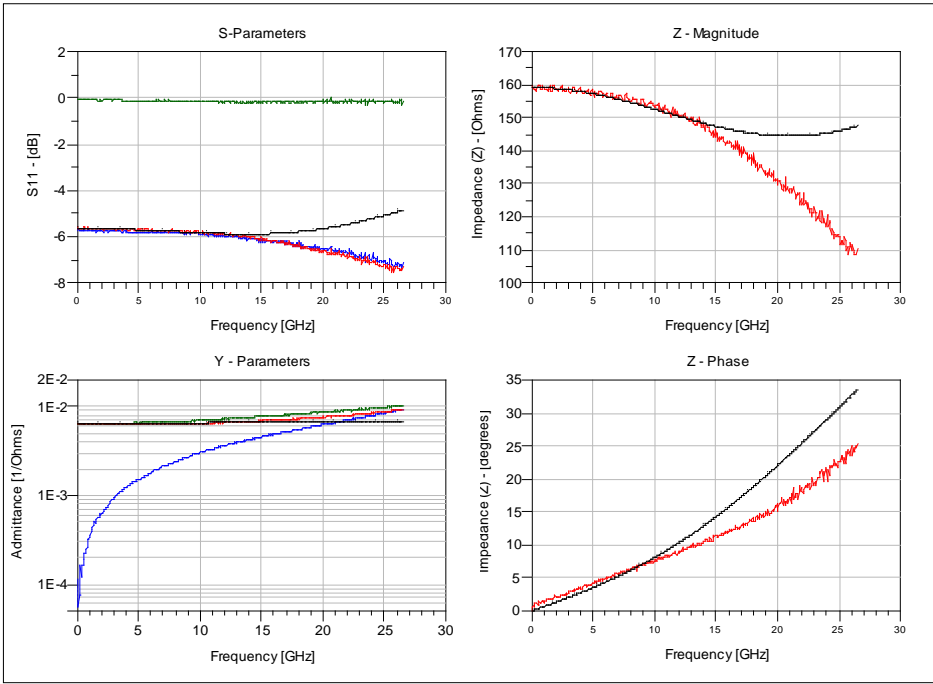 S-Parameters
2
0
-2
-4
-6
-8
S11 - [dB]
0 5 10 15 20 25 30
Frequency [GHz]
Z - Magnitude
170
160
150
140
130
120
110
100
Impedance (Z) - [Ohms]
0 5 10 15 20 25 30
Frequency [GHz]
Y - Parameters
2E-2
1E-2
1E-3
1E-4
Admittance [1/Ohms]
0 5 10 15 20 25 30
Frequency [GHz]
Z - Phase
35
30
25
20
15
10
5
0
Impedance (Z) - [degrees]
0 5 10 15 20 25 30
Frequency [GHz]